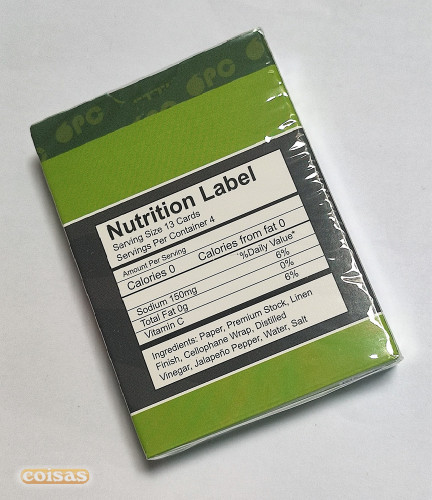 OPC OPC
Nutrition Label
Serving Size 13 Cards
Servings Per Container 4
Amount Per Serving
Calories 0 Calories from fat 0
%Daily Value*
Sodium 150mg 6%
Total Fat 0g 0%
Vitamin C 6%
Ingredients: Paper, Premium Stock, Linen
Finish, Cellophane Wrap, Distilled
Vinegar, Jalapeño Pepper, Water, Salt
coisas